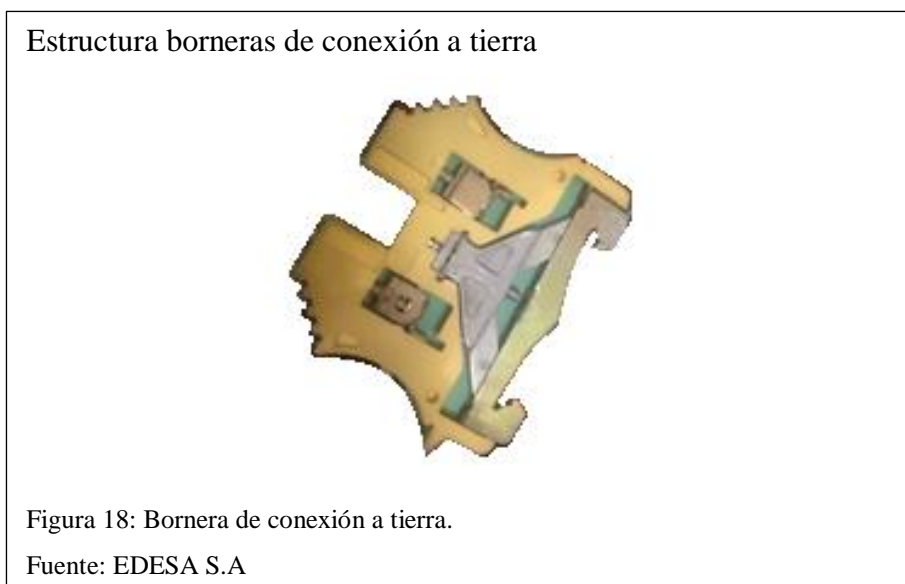 Estructura borneras de conexión a tierra
Figura 18: Bornera de conexión a tierra.
Fuente: EDESA S.A